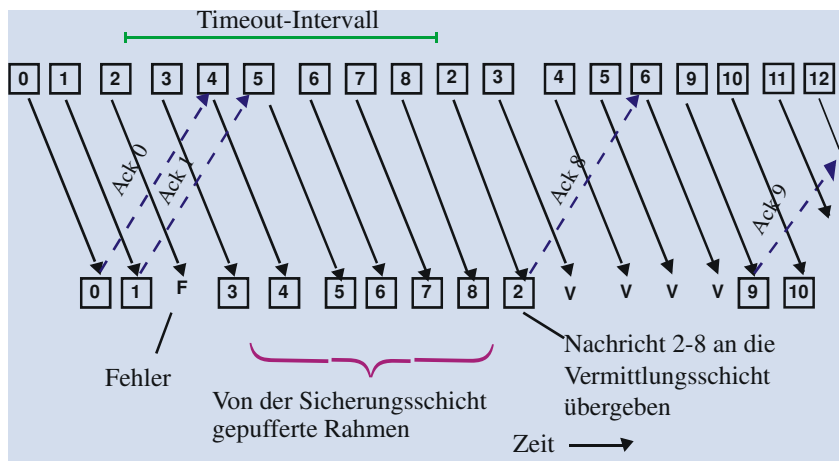 Timeout-Intervall
0 1 2 3 4 5 6 7 8 2 3 4 5 6 9 10 11 12
Ack 0
Ack 1
Ack 8
Ack 9
0 1 F 3 4 5 6 7 8 2 V V V V 9 10
Fehler
Von der Sicherungsschicht
gepufferte Rahmen
Nachricht 2-8 an die
Vermittlungsschicht
übergeben
Zeit